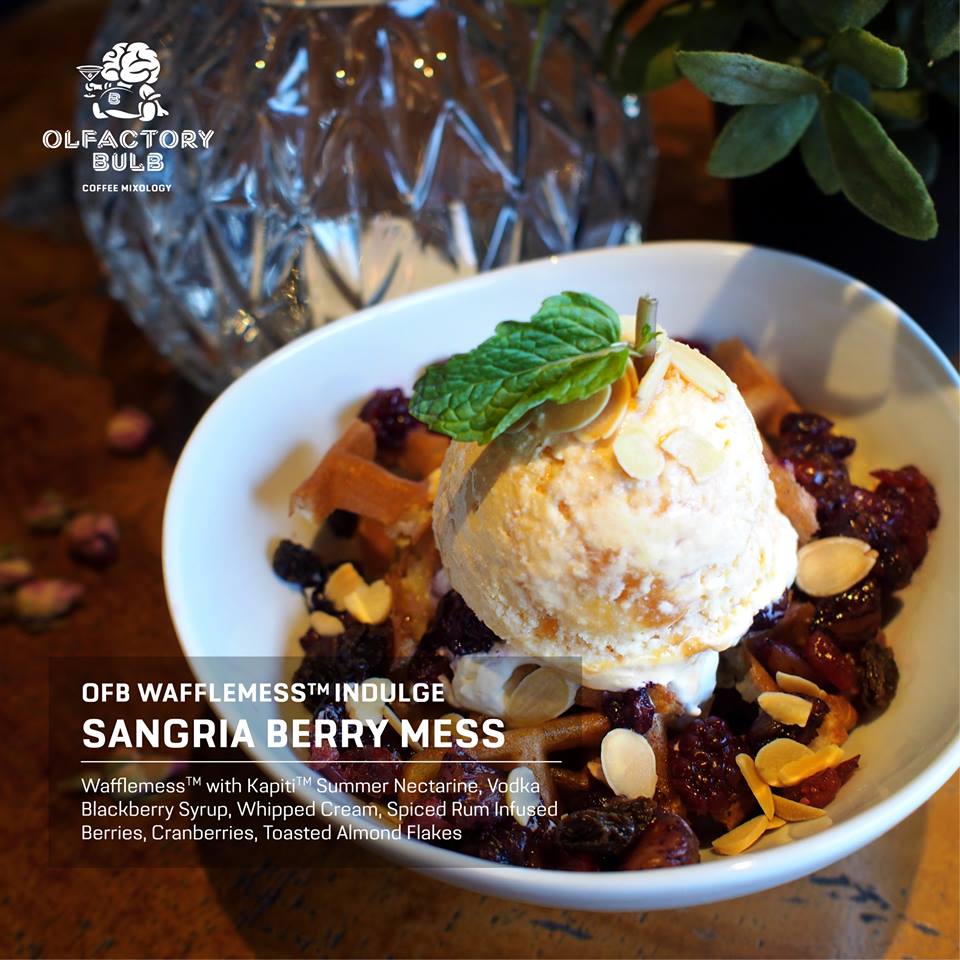 B
OLFACTORY
BULB
COFFEE MIXOLOGY
OFB WAFFLEMESS™ INDULGE
SANGRIA BERRY MESS
Wafflemess™ with Kapiti™ Summer Nectarine, Vodka
Blackberry Syrup, Whipped Cream, Spiced Rum Infused
Berries, Cranberries, Toasted Almond Flakes